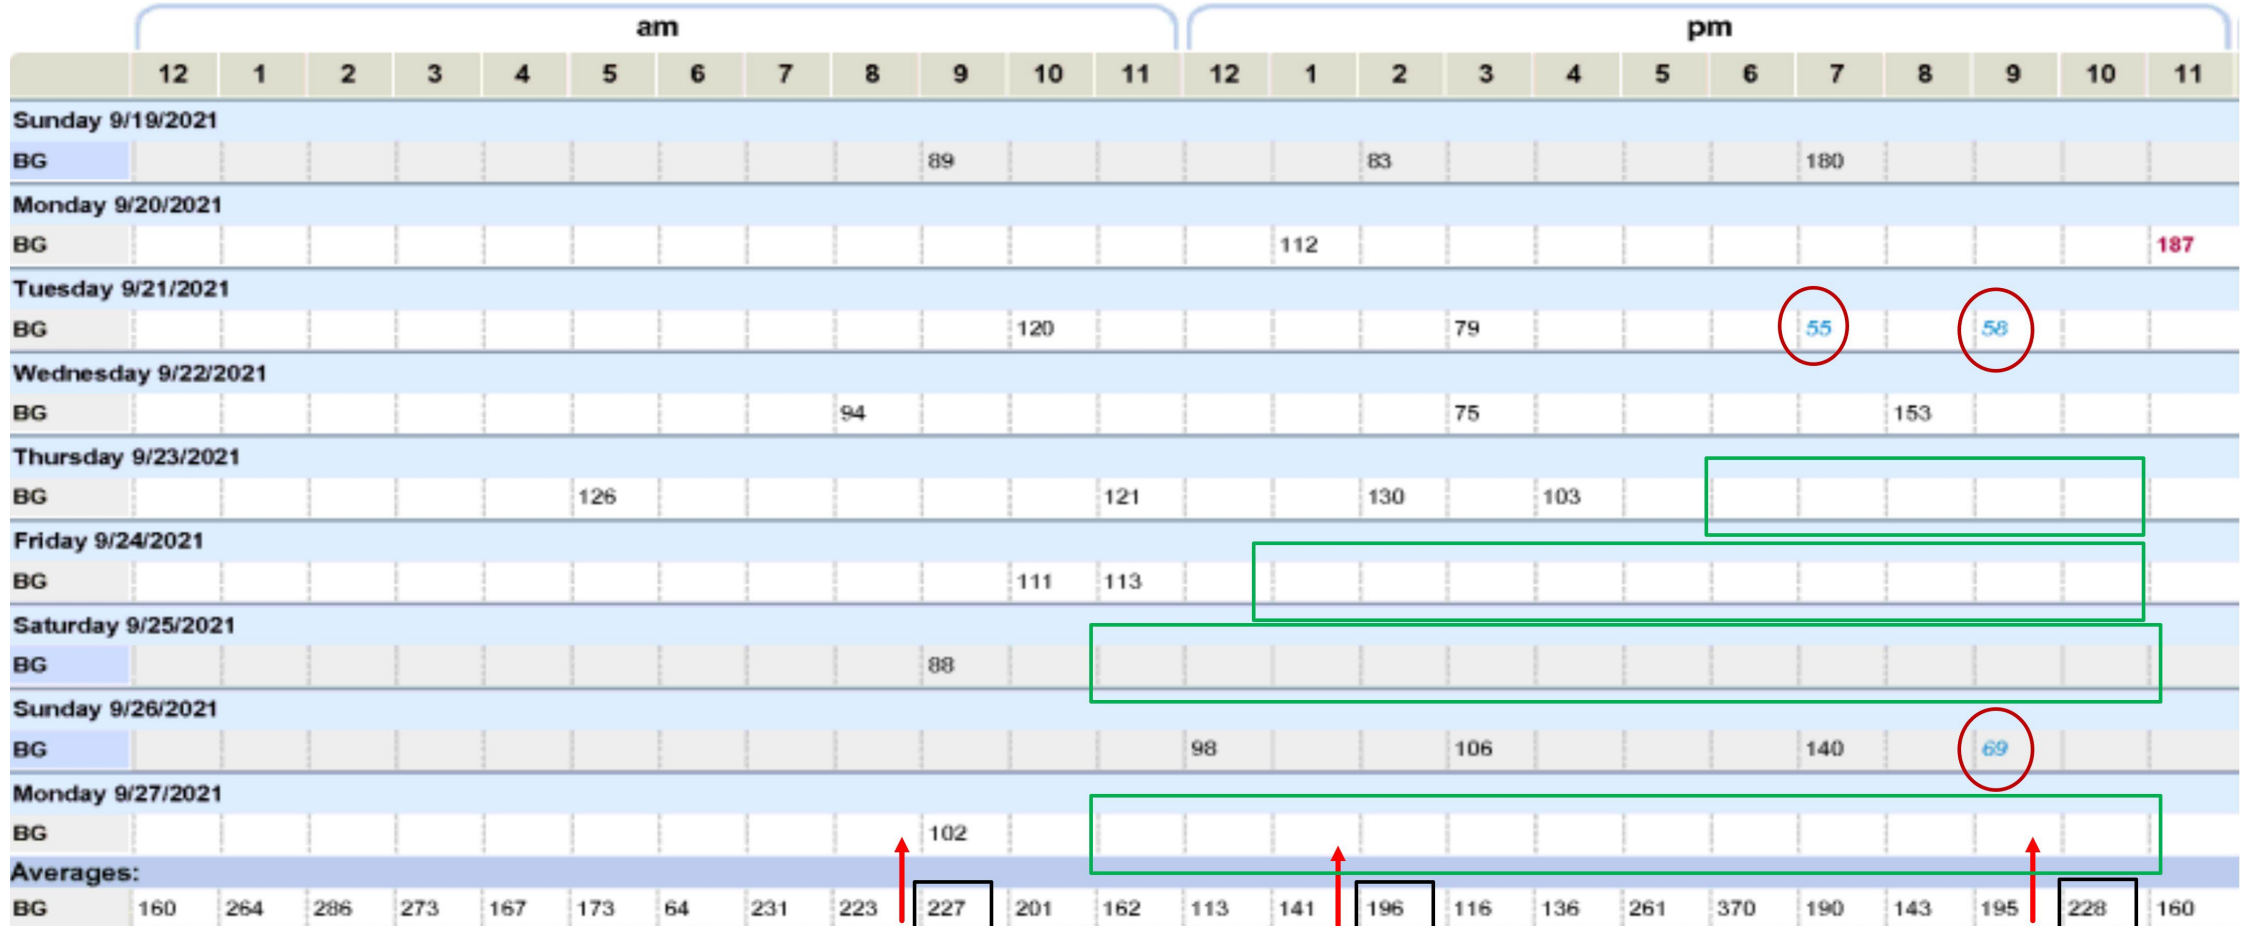 am pm
12 1 2 3 4 5 6 7 8 9 10 11 12 1 2 3 4 5 6 7 8 9 10 11
Sunday 9/19/2021
BG 89 83 180
Monday 9/20/2021
BG 112 187
Tuesday 9/21/2021
BG 120 79 55 58
Wednesday 9/22/2021
BG 94 75 153
Thursday 9/23/2021
BG 126 121 130 103
Friday 9/24/2021
BG 111 113
Saturday 9/25/2021
BG 88
Sunday 9/26/2021
BG 98 106 140 69
Monday 9/27/2021
BG 102
Averages:
BG 160 264 286 273 167 173 64 231 223 227 201 162 113 141 196 116 136 261 370 190 143 195 228 160